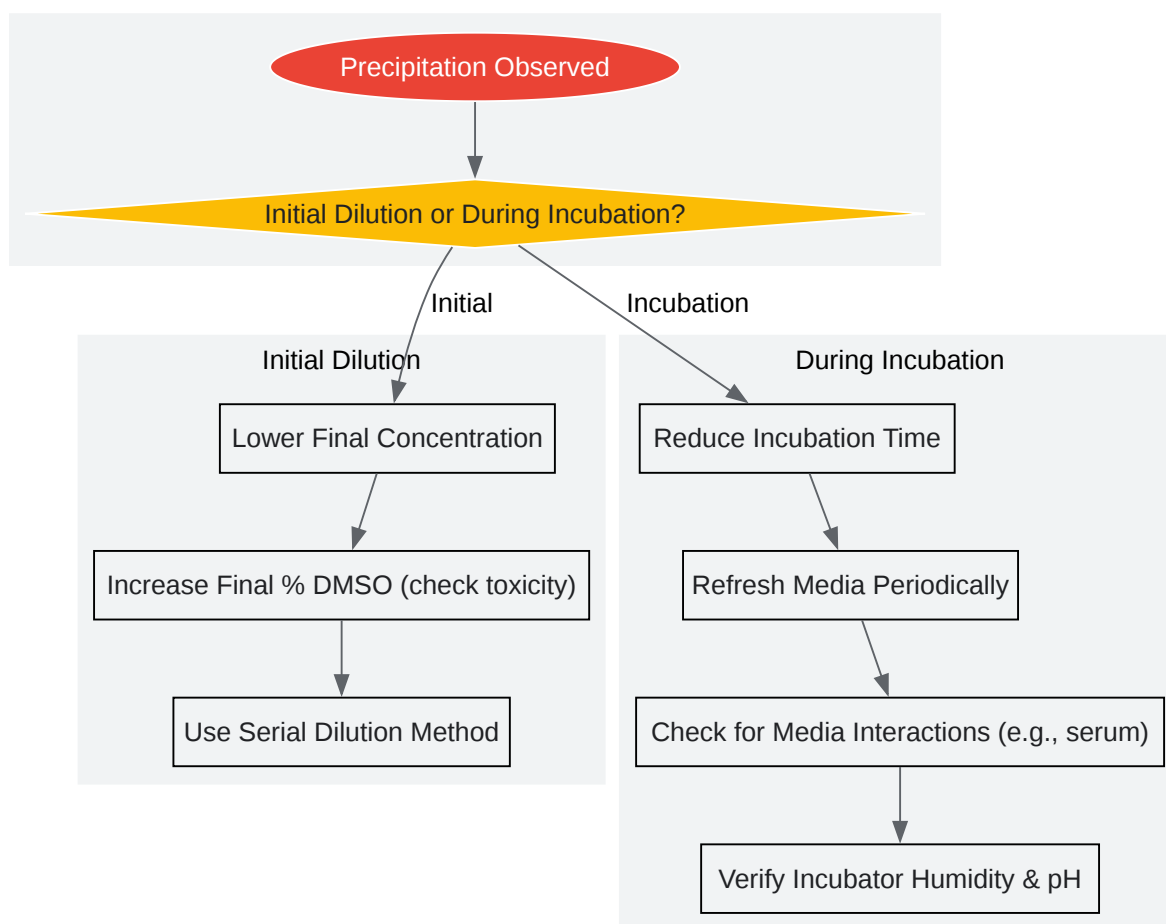 Precipitation Observed
Initial Dilution or During Incubation?
Initial
Incubation
Initial Dilution
Lower Final Concentration
Increase Final % DMSO (check toxicity)
Use Serial Dilution Method
During Incubation
Reduce Incubation Time
Refresh Media Periodically
Check for Media Interactions (e.g., serum)
Verify Incubator Humidity & pH